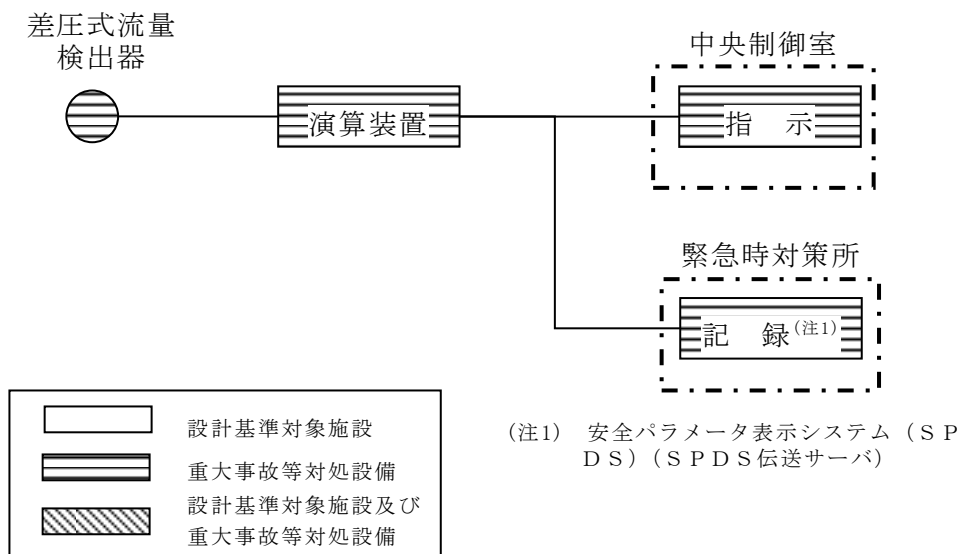 差圧式流量
検出器
中央制御室
演算装置
指　示
緊急時対策所
記　録(注1)
(注1)　安全パラメータ表示システム（ＳＰ
ＤＳ）（ＳＰＤＳ伝送サーバ）
設計基準対象施設
重大事故等対処設備
設計基準対象施設及び
重大事故等対処設備